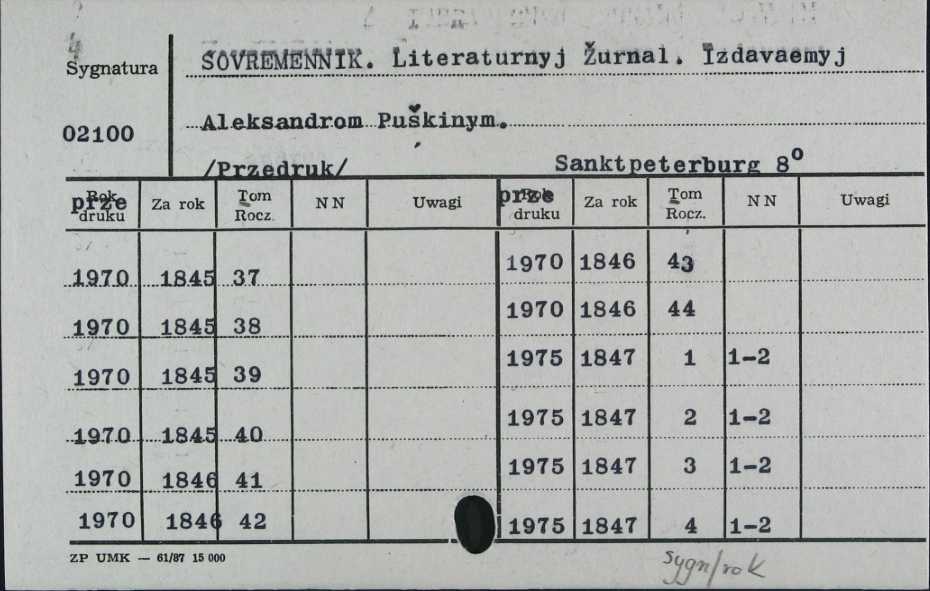 4
Sygnatura SOVREMENNIK. Literaturnyj Žurnal. Izdavaemyj
02100 Aleksandrom Puškinym.
/Przedruk/ Sanktpeterburg 8º
przeRok druku Za rok Tom Rocz. NN Uwagi przeRok druku Za rok Tom Rocz. NN Uwagi
1970 1845 37 1970 1846 43
1970 1845 38 1970 1846 44
1970 1845 39 1975 1847 1 1-2
1970 1845 40 1975 1847 2 1-2
1970 1846 41 1975 1847 3 1-2
1970 1846 42 1975 1847 4 1-2
ZP UMK — 61/87 15 000
sygn/rok